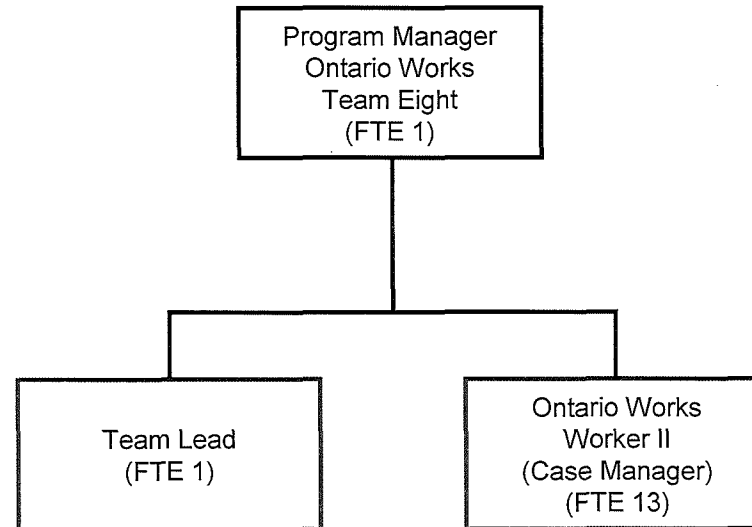 Program Manager
Ontario Works
Team Eight
(FTE 1)
Team Lead
(FTE 1)
Ontario Works
Worker II
(Case Manager)
(FTE 13)